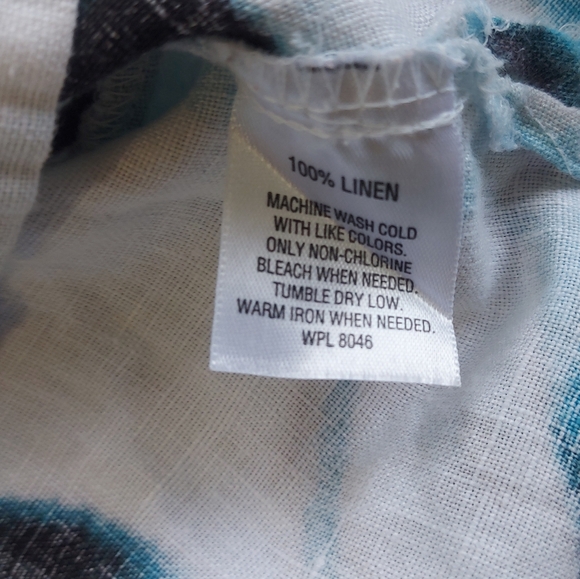 100% LINEN
MACHINE WASH COLD
WITH LIKE COLORS.
ONLY NON-CHLORINE
BLEACH WHEN NEEDED.
TUMBLE DRY LOW.
WARM IRON WHEN NEEDED.
WPL 8046